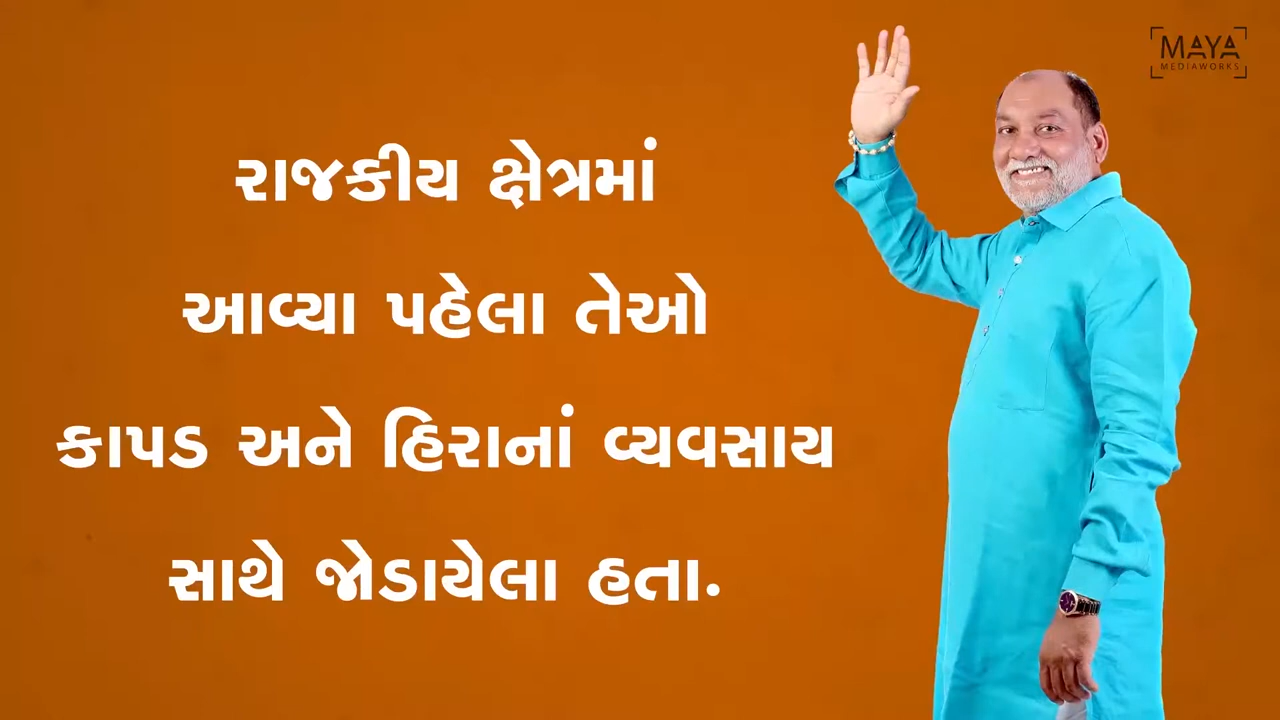 રાજકીય ક્ષેત્રમાં
આવ્યા પહેલા તેઓ
કાપડ અને હિરાનાં વ્યવસાય
સાથે જોડાયેલા હતા.
MAYA
MEDIAWORKS